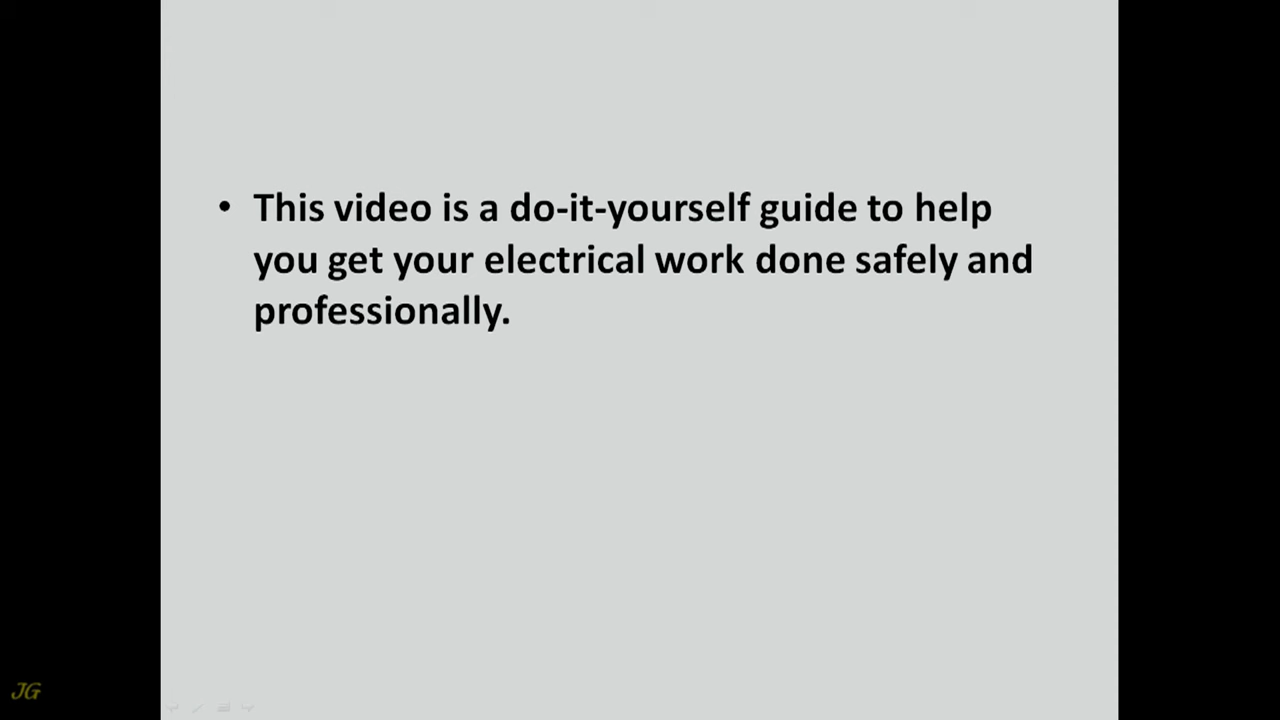 • This video is a do-it-yourself guide to help
you get your electrical work done safely and
professionally.
JG